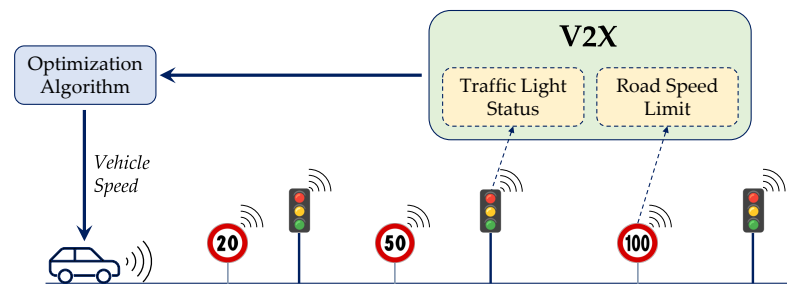 V2X
Optimization
Algorithm
Traffic Light
Status
Road Speed
Limit
Vehicle
Speed
20
50
100